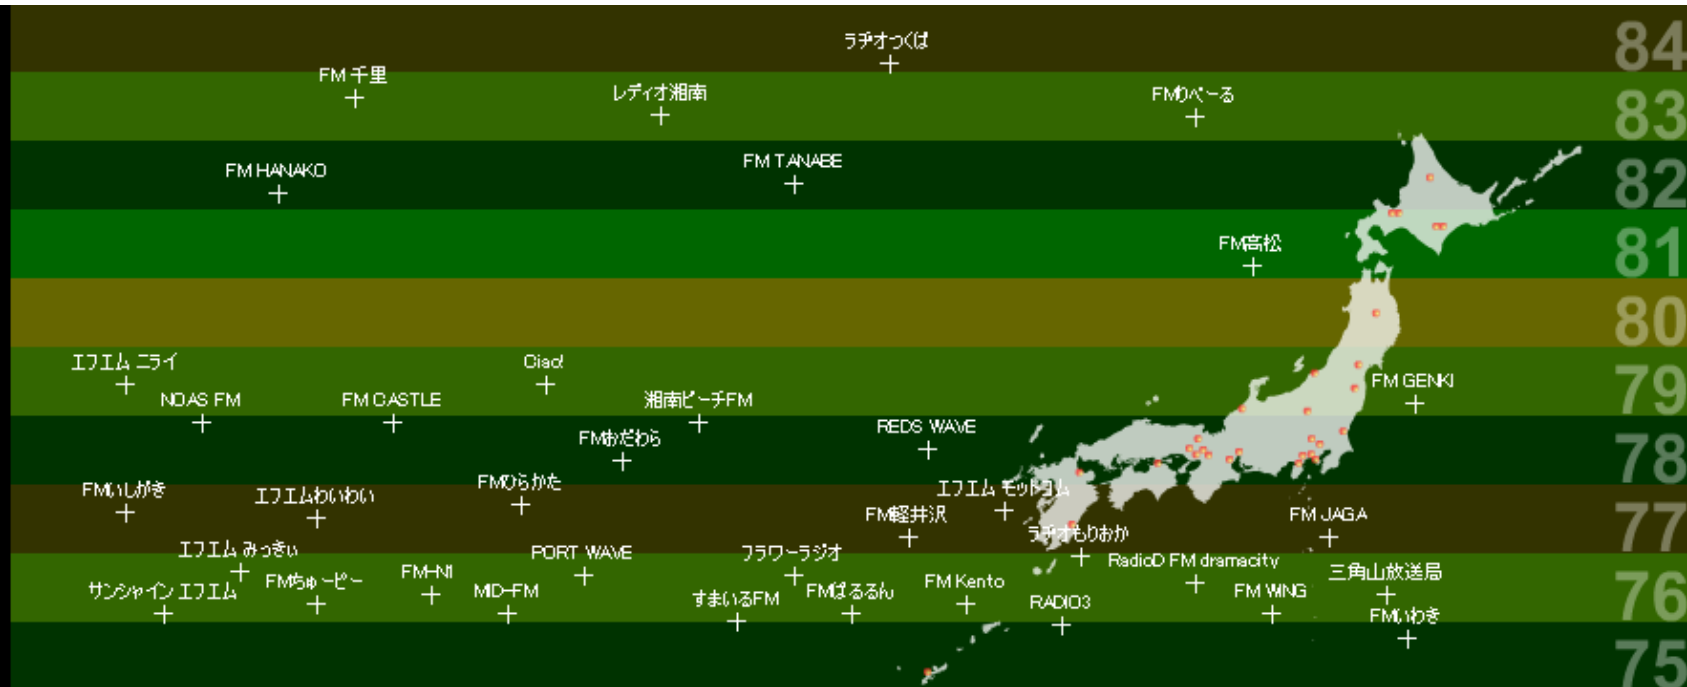 ラヂオつくば
84
FM 千里
レディオ湘南
FMりべーる
83
FM HANAKO
FM TANABE
82
FM高松
81
80
エフエム ニライ
Ciao!
FM GENKI
79
NOAS FM
FM CASTLE
湘南ビーチFM
FMおだわら
REDS WAVE
78
FMいしがき
エフエムわいわい
FMひらかた
エフエム モットヨム
FM軽井沢
FM JAGA
77
ラヂオもりおか
エフエム みっきぃ
PORT WAVE
フラワーラジオ
RadioD FM dramacity
三角山放送局
サンシャイン エフエム
FMちゅーピー
FM-N1
MID-FM
すまいるFM
FMぱるるん
FM Kento
RADIO3
FM WING
76
FMいわき
75